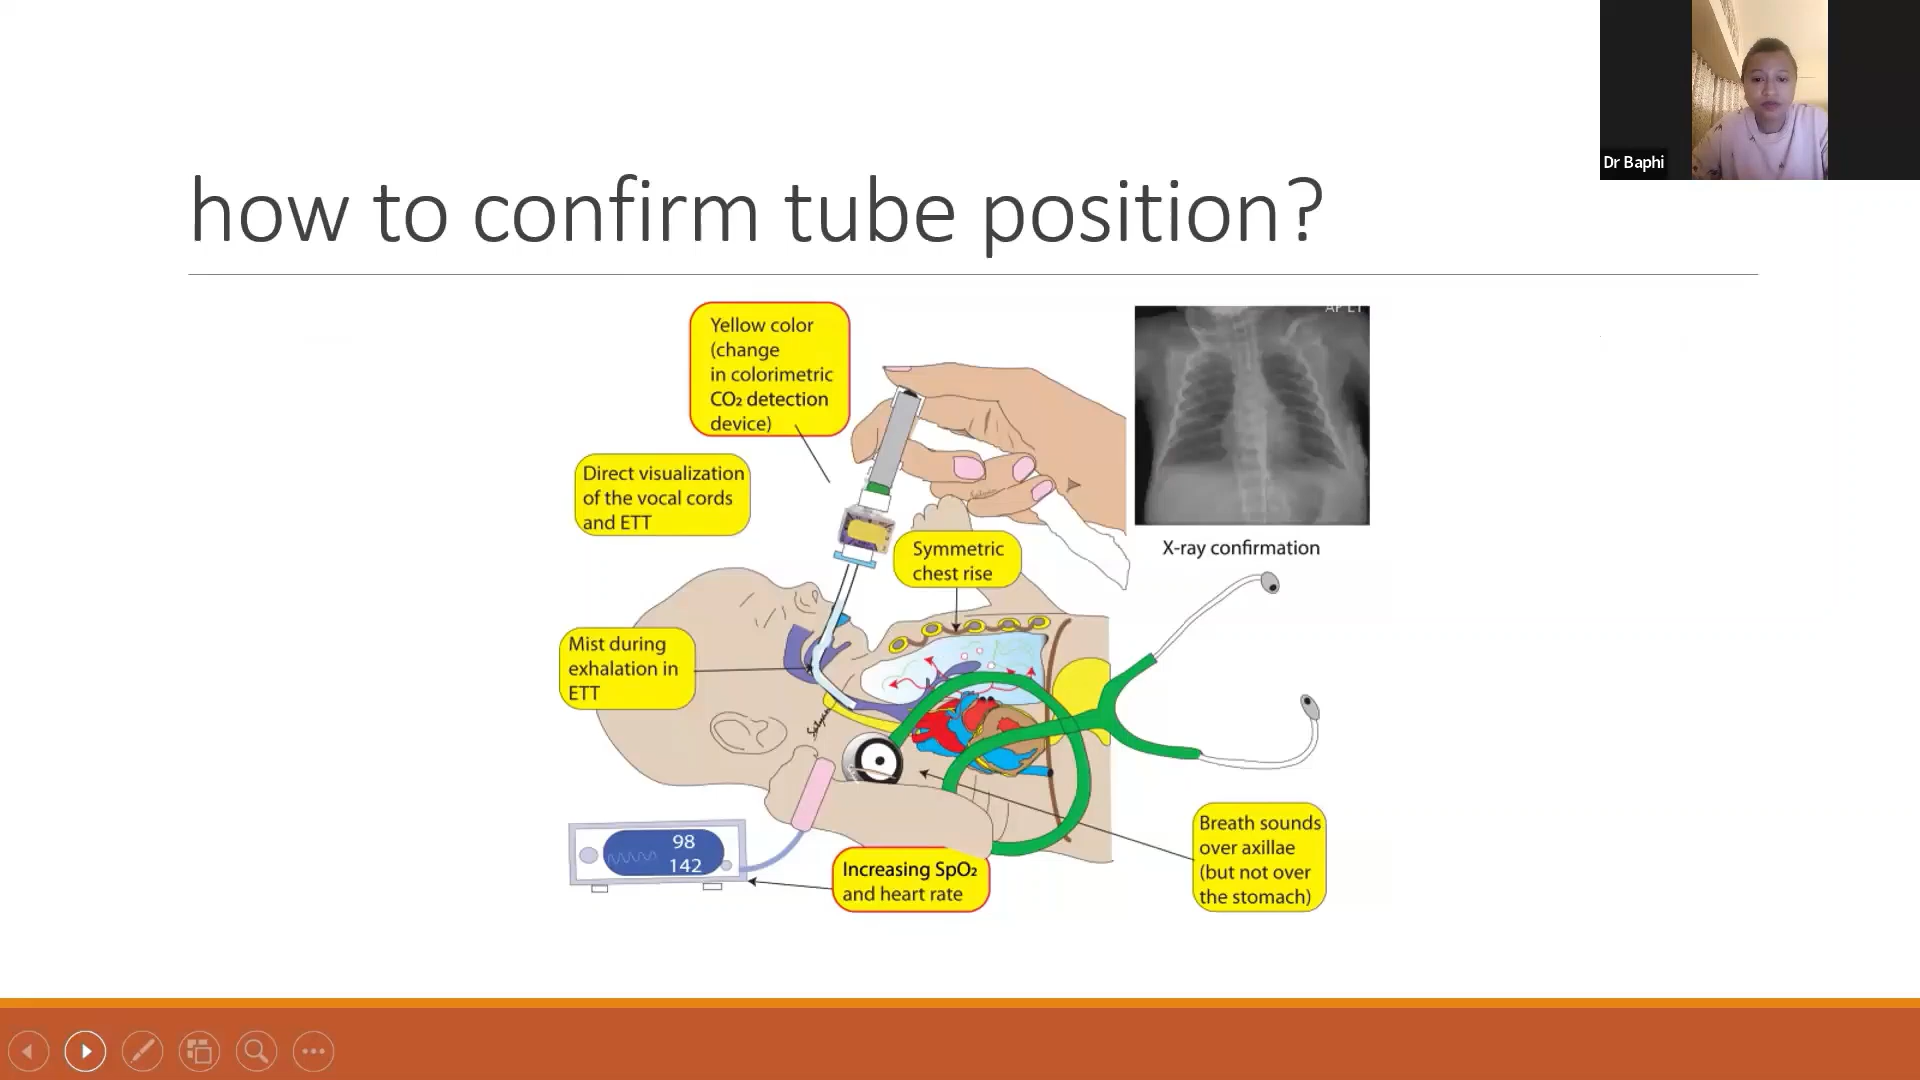 Dr Baphi
how to confirm tube position?
Yellow color
(change
in colorimetric
CO₂ detection
device)
Direct visualization
of the vocal cords
and ETT
Symmetric
chest rise
X-ray confirmation
Mist during
exhalation in
ETT
98
142
Increasing SpO₂
and heart rate
Breath sounds
over axillae
(but not over
the stomach)